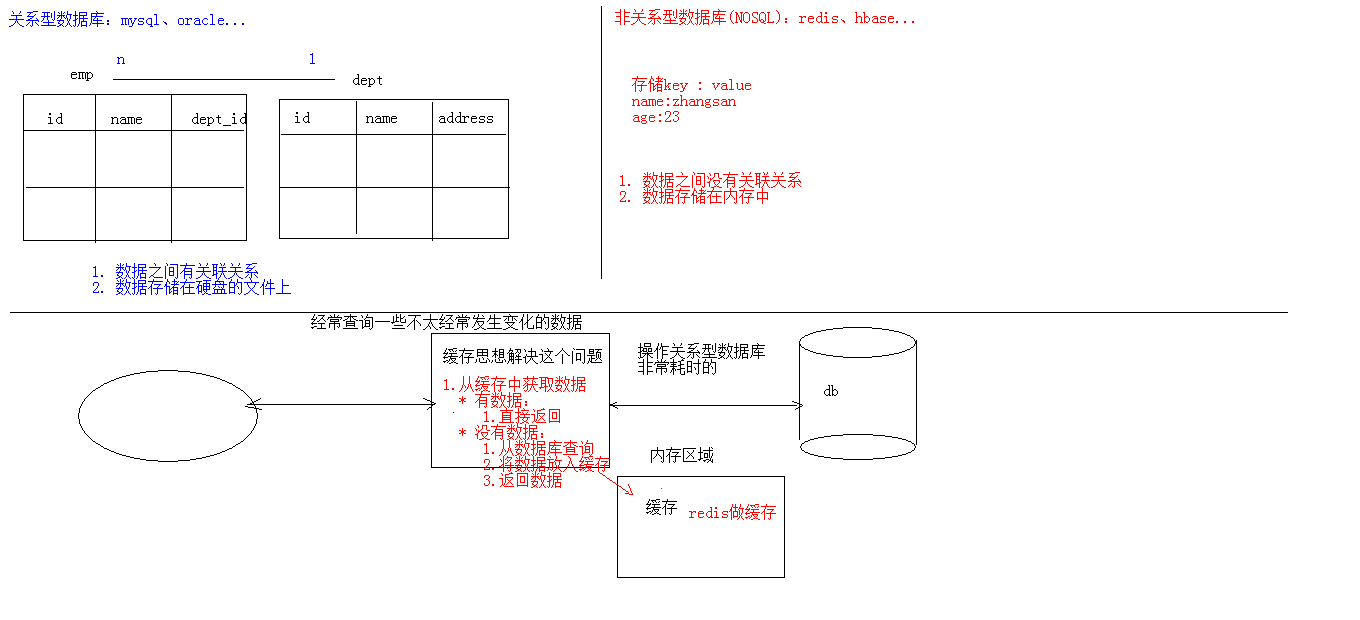 关系型数据库：mysql、oracle...
n 1
emp dept
id name dept_id
id name address
1. 数据之间有关联关系
2. 数据存储在硬盘的文件上
非关系型数据库(NOSQL)：redis、hbase...
存储key : value
name:zhangsan
age:23
1. 数据之间没有关联关系
2. 数据存储在内存中
经常查询一些不太经常发生变化的数据
缓存思想解决这个问题
1.从缓存中获取数据
* 有数据：
1.直接返回
* 没有数据：
1.从数据库查询
2.将数据放入缓存
3.返回数据
操作关系型数据库
非常耗时的
db
内存区域
缓存 redis做缓存